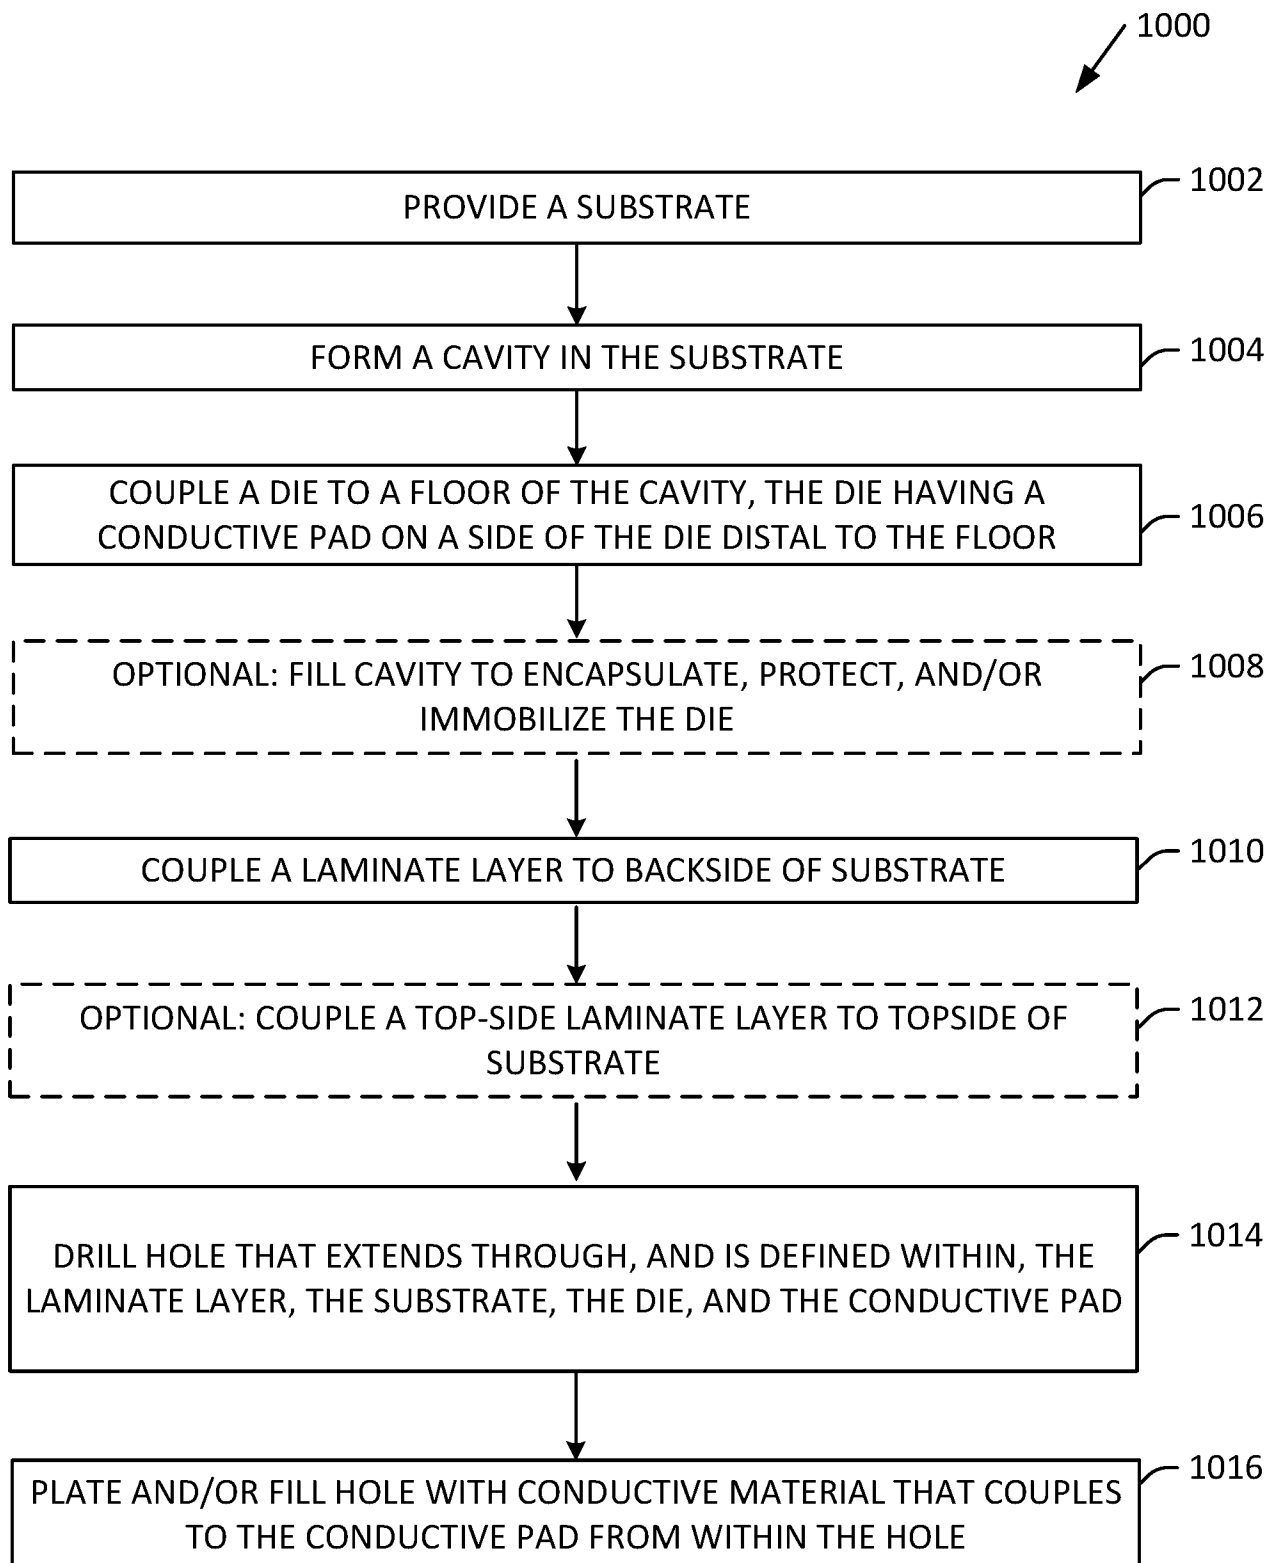 1000
PROVIDE A SUBSTRATE
1002
FORM A CAVITY IN THE SUBSTRATE
1004
COUPLE A DIE TO A FLOOR OF THE CAVITY, THE DIE HAVING A
CONDUCTIVE PAD ON A SIDE OF THE DIE DISTAL TO THE FLOOR
1006
OPTIONAL: FILL CAVITY TO ENCAPSULATE, PROTECT, AND/OR
IMMOBILIZE THE DIE
1008
COUPLE A LAMINATE LAYER TO BACKSIDE OF SUBSTRATE
1010
OPTIONAL: COUPLE A TOP-SIDE LAMINATE LAYER TO TOPSIDE OF
SUBSTRATE
1012
DRILL HOLE THAT EXTENDS THROUGH, AND IS DEFINED WITHIN, THE
LAMINATE LAYER, THE SUBSTRATE, THE DIE, AND THE CONDUCTIVE PAD
1014
PLATE AND/OR FILL HOLE WITH CONDUCTIVE MATERIAL THAT COUPLES
TO THE CONDUCTIVE PAD FROM WITHIN THE HOLE
1016